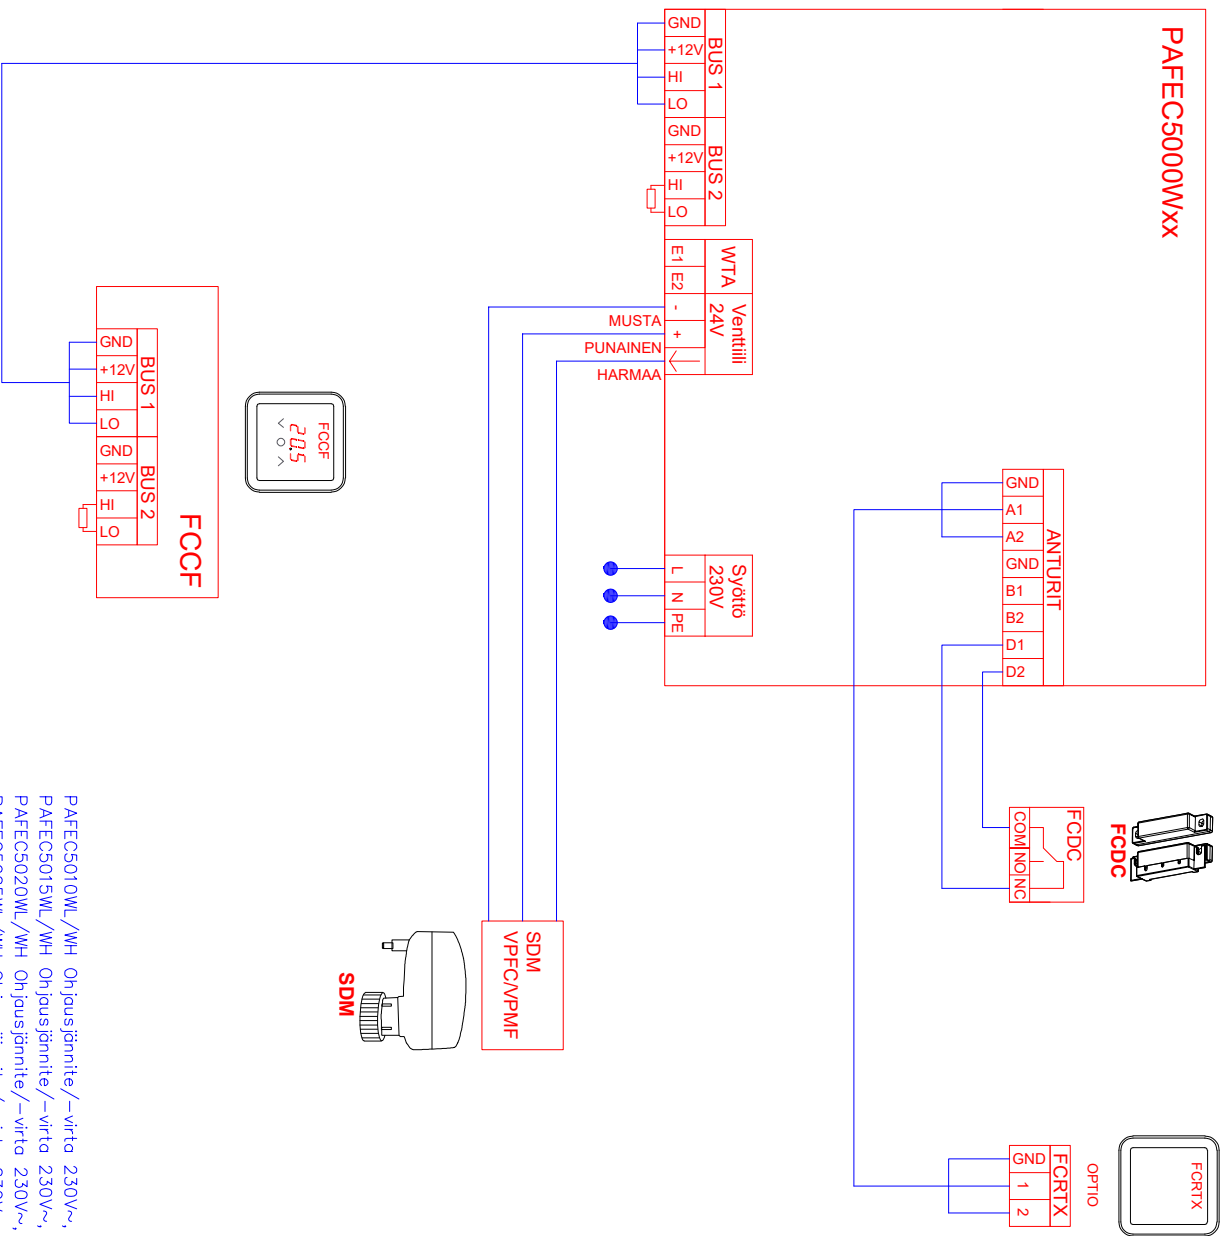 PAFEC5000Wxx
GND
+12V
HI
LO
BUS 1
GND
+12V
HI
LO
BUS 2
E1
E2
WTA
-
+
Venttiili
24V
MUSTA
PUNAINEN
HARMAA
L
N
PE
Syöttö
230V
GND
A1
A2
GND
B1
B2
D1
D2
ANTURIT
FCCF
20.5
GND
+12V
HI
LO
BUS 1
GND
+12V
HI
LO
BUS 2
FCCF
FCDC
COM
NO
NC
FCDC
SDM
VPFC/VPMF
SDM
FCRTX
OPTIO
FCRTX
GND
1
2
PAFEC5010WL/WH Ohjausjännite/-virta 230V~,
PAFEC5015WL/WH Ohjausjännite/-virta 230V~,
PAFEC5020WL/WH Ohjausjännite/-virta 230V~,